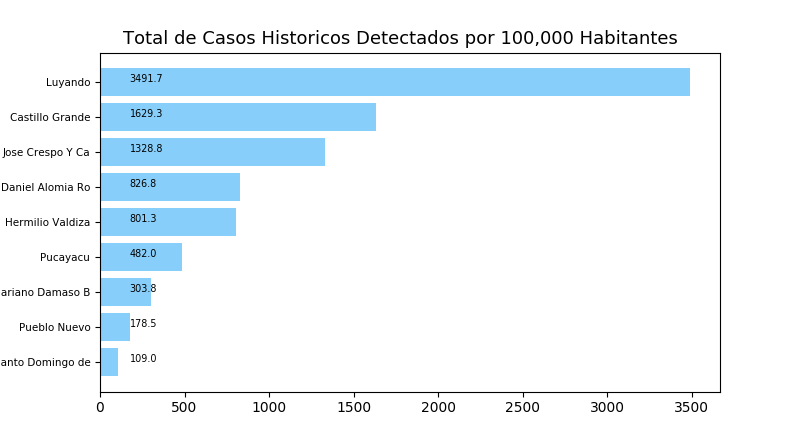 Total de Casos Historicos Detectados por 100,000 Habitantes
Luyando 3491.7
Castillo Grande 1629.3
Jose Crespo Y Ca 1328.8
Daniel Alomia Ro 826.8
Hermilio Valdiza 801.3
Pucayacu 482.0
ariano Damaso B 303.8
Pueblo Nuevo 178.5
anto Domingo de 109.0
0 500 1000 1500 2000 2500 3000 3500